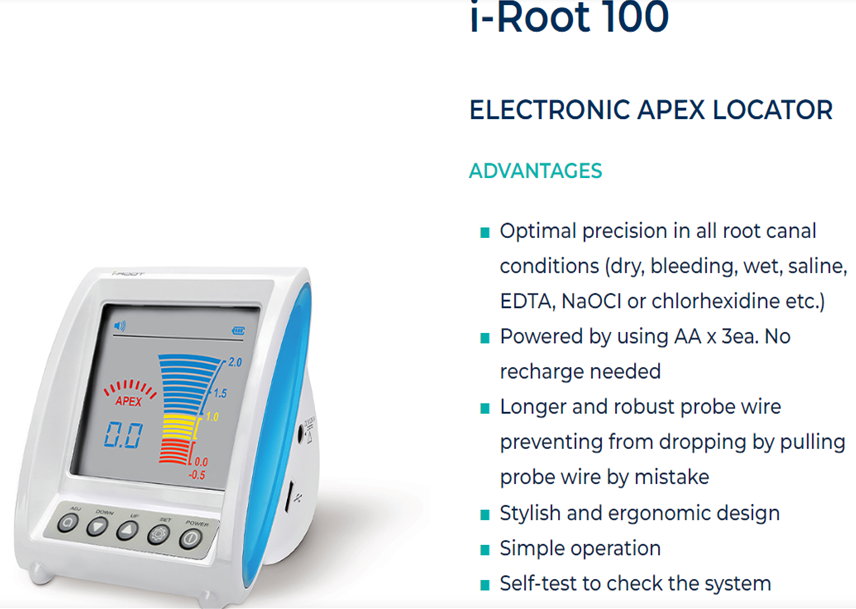 i-Root 100
ELECTRONIC APEX LOCATOR
ADVANTAGES
Optimal precision in all root canal
conditions (dry, bleeding, wet, saline,
EDTA, NaOCI or chlorhexidine etc.)
Powered by using AA x 3ea. No
recharge needed
Longer and robust probe wire
preventing from dropping by pulling
probe wire by mistake
Stylish and ergonomic design
Simple operation
Self-test to check the system
i-ROOT
2.0
1.5
1.0
APEX
0.0
0.0
-0.5
ADJ DOWN UP SET POWER